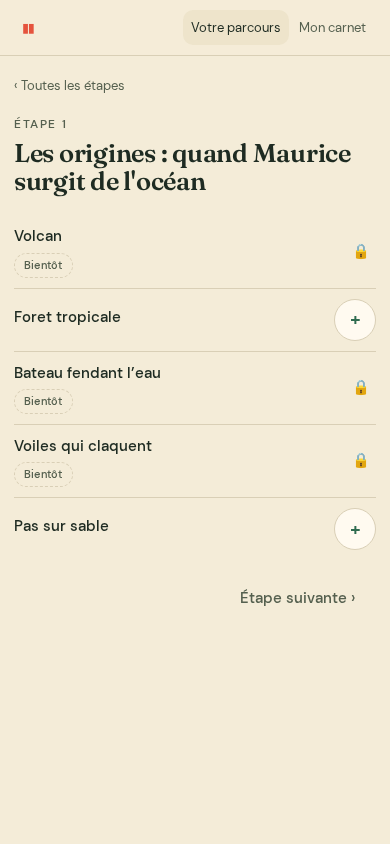 Votre parcours
Mon carnet
‹ Toutes les étapes
ÉTAPE 1
Les origines : quand Maurice
surgit de l'océan
Volcan
Bientôt
Foret tropicale
+
Bateau fendant l’eau
Bientôt
Voiles qui claquent
Bientôt
Pas sur sable
+
Étape suivante ›